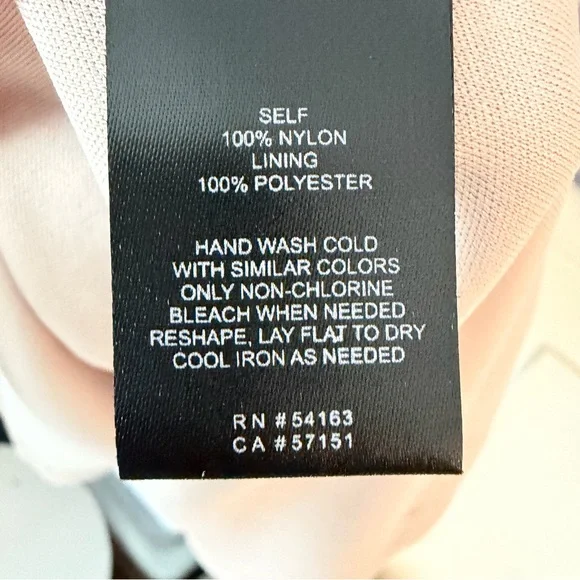 SELF
100% NYLON
LINING
100% POLYESTER
HAND WASH COLD
WITH SIMILAR COLORS
ONLY NON-CHLORINE
BLEACH WHEN NEEDED
RESHAPE, LAY FLAT TO DRY
COOL IRON AS NEEDED
RN #54163
CA #57151